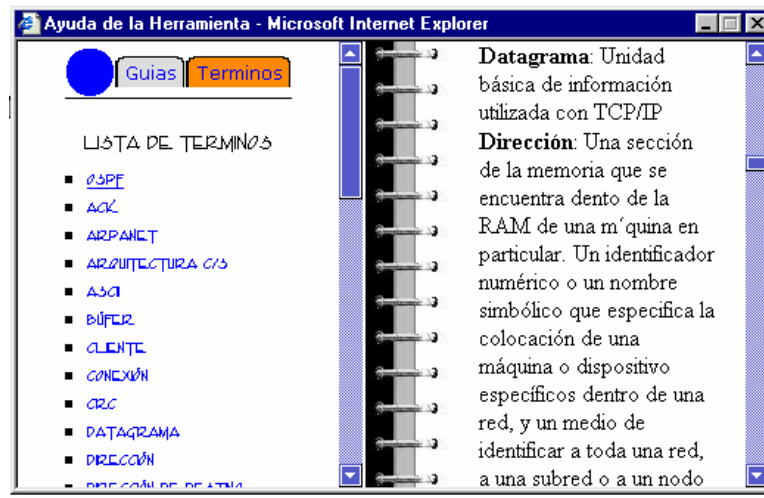 Ayuda de la Herramienta - Microsoft Internet Explorer
Guias Terminos
LISTA DE TERMINOS
OSPF
ACK
ARPANET
ARQUITECTURA C/S
ASCI
BÚFER
CLIENTE
CONEXIÓN
CRC
DATAGRAMA
DIRECCIÓN
DIRECCIÓN DE DESTINO
Datagrama: Unidad
básica de información
utilizada con TCP/IP
Dirección: Una sección
de la memoria que se
encuentra dento de la
RAM de una m´quina en
particular. Un identificador
numérico o un nombre
simbólico que especifica la
colocación de una
máquina o dispositivo
específicos dentro de una
red, y un medio de
identificar a toda una red,
a una subred o a un nodo